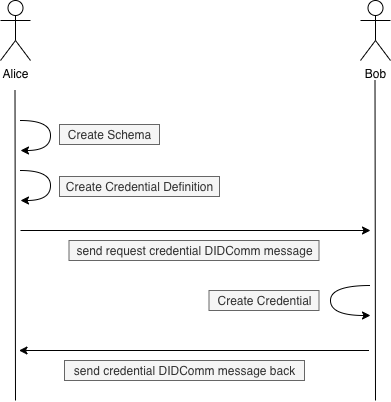 Alice
Bob
Create Schema
Create Credential Definition
send request credential DIDComm message
Create Credential
send credential DIDComm message back